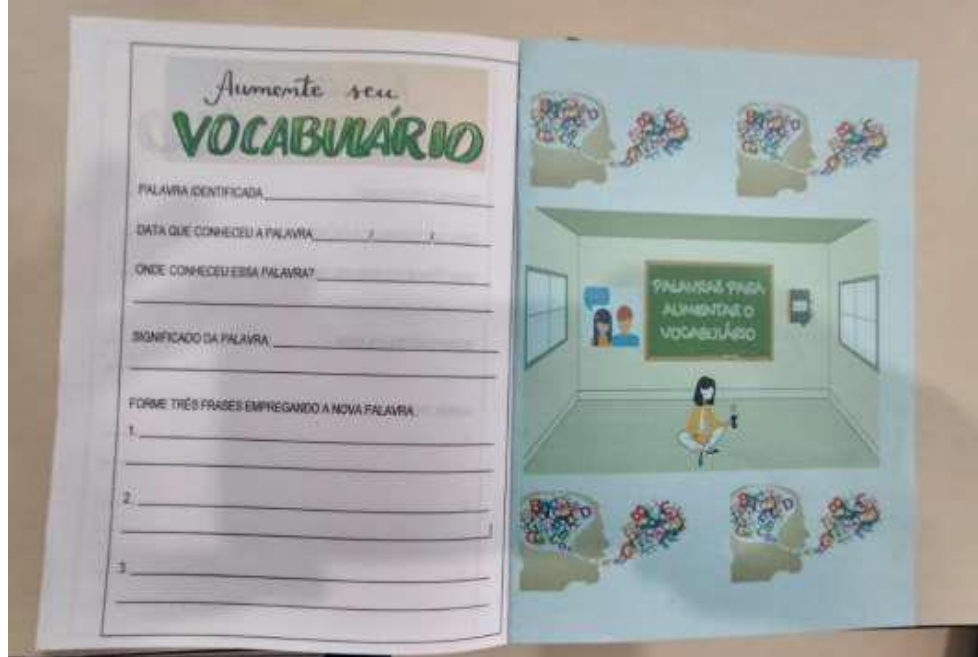 Aumente seu
VOCABULÁRIO
PALAVRA IDENTIFICADA
DATA QUE CONHECEU A PALAVRA / /
ONDE CONHECEU ESSA PALAVRA?
SIGNIFICADO DA PALAVRA:
FORME TRÊS FRASES EMPREGANDO A NOVA PALAVRA.
1.
2.
3.
PALAVRAS PARA
AUMENTAR O
VOCABULÁRIO